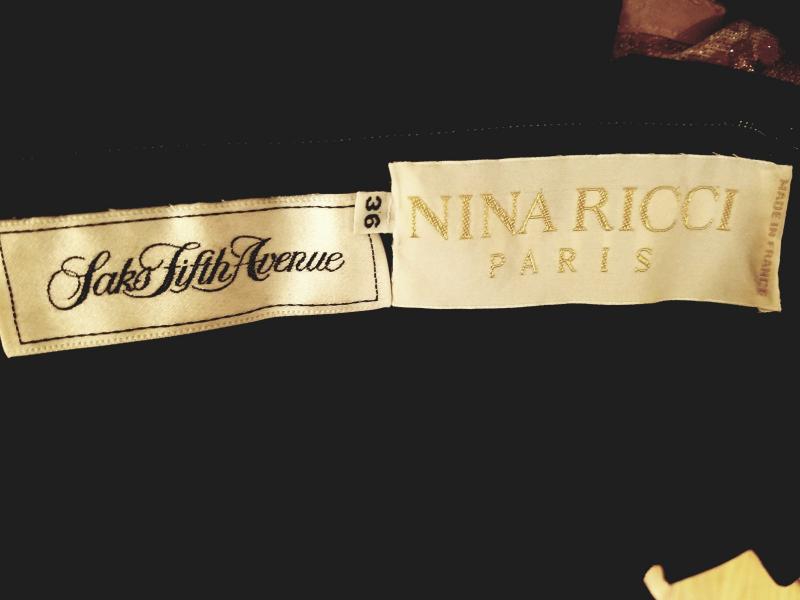 Saks Fifth Avenue
36
NINA RICCI
PARIS
MADE IN FRANCE